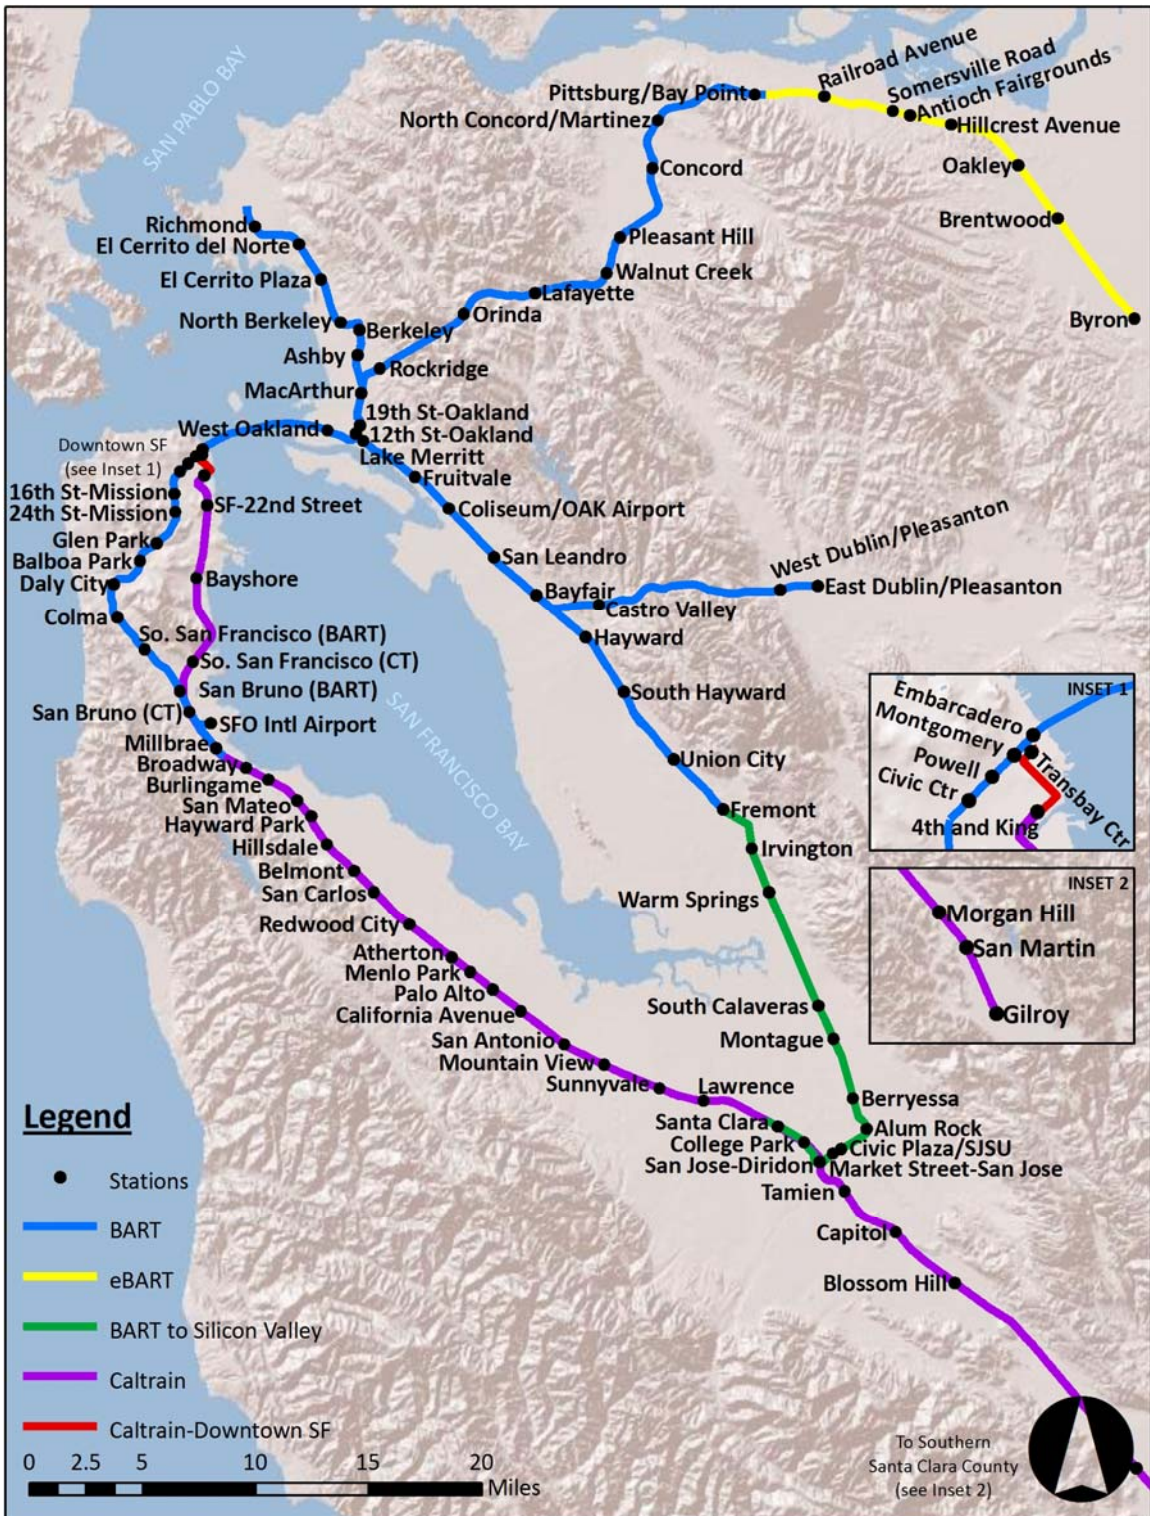 SAN PABLO BAY
Railroad Avenue
Somersville Road
Antioch Fairgrounds
Pittsburg/Bay Point
North Concord/Martinez
Hillcrest Avenue
Concord
Oakley
Brentwood
Richmond
El Cerrito del Norte
Pleasant Hill
El Cerrito Plaza
Walnut Creek
Lafayette
Orinda
Byron
North Berkeley
Berkeley
Ashby
Rockridge
MacArthur
19th St-Oakland
West Oakland
12th St-Oakland
Lake Merritt
Downtown SF
(see Inset 1)
Fruitvale
16th St-Mission
24th St-Mission
SF-22nd Street
Coliseum/OAK Airport
Glen Park
Balboa Park
San Leandro
West Dublin/Pleasanton
Daly City
Bayshore
Bayfair
East Dublin/Pleasanton
Castro Valley
Colma
So. San Francisco (BART)
Hayward
So. San Francisco (CT)
San Bruno (BART)
South Hayward
San Bruno (CT)
SFO Intl Airport
SAN FRANCISCO BAY
Millbrae
Broadway
Union City
Burlingame
San Mateo
Hayward Park
Fremont
Hillsdale
Irvington
Belmont
San Carlos
Warm Springs
Redwood City
Atherton
Menlo Park
Palo Alto
California Avenue
South Calaveras
San Antonio
Montague
Mountain View
Sunnyvale
Lawrence
Berryessa
Santa Clara
Alum Rock
College Park
Civic Plaza/SJSU
San Jose-Diridon
Market Street-San Jose
Tamien
Capitol
Blossom Hill
INSET 1
Embarcadero
Montgomery
Powell
Civic Ctr
Transbay Ctr
4th and King
INSET 2
Morgan Hill
San Martin
Gilroy
Legend
Stations
BART
eBART
BART to Silicon Valley
Caltrain
Caltrain-Downtown SF
0 2.5 5 10 15 20
Miles
To Southern
Santa Clara County
(see Inset 2)